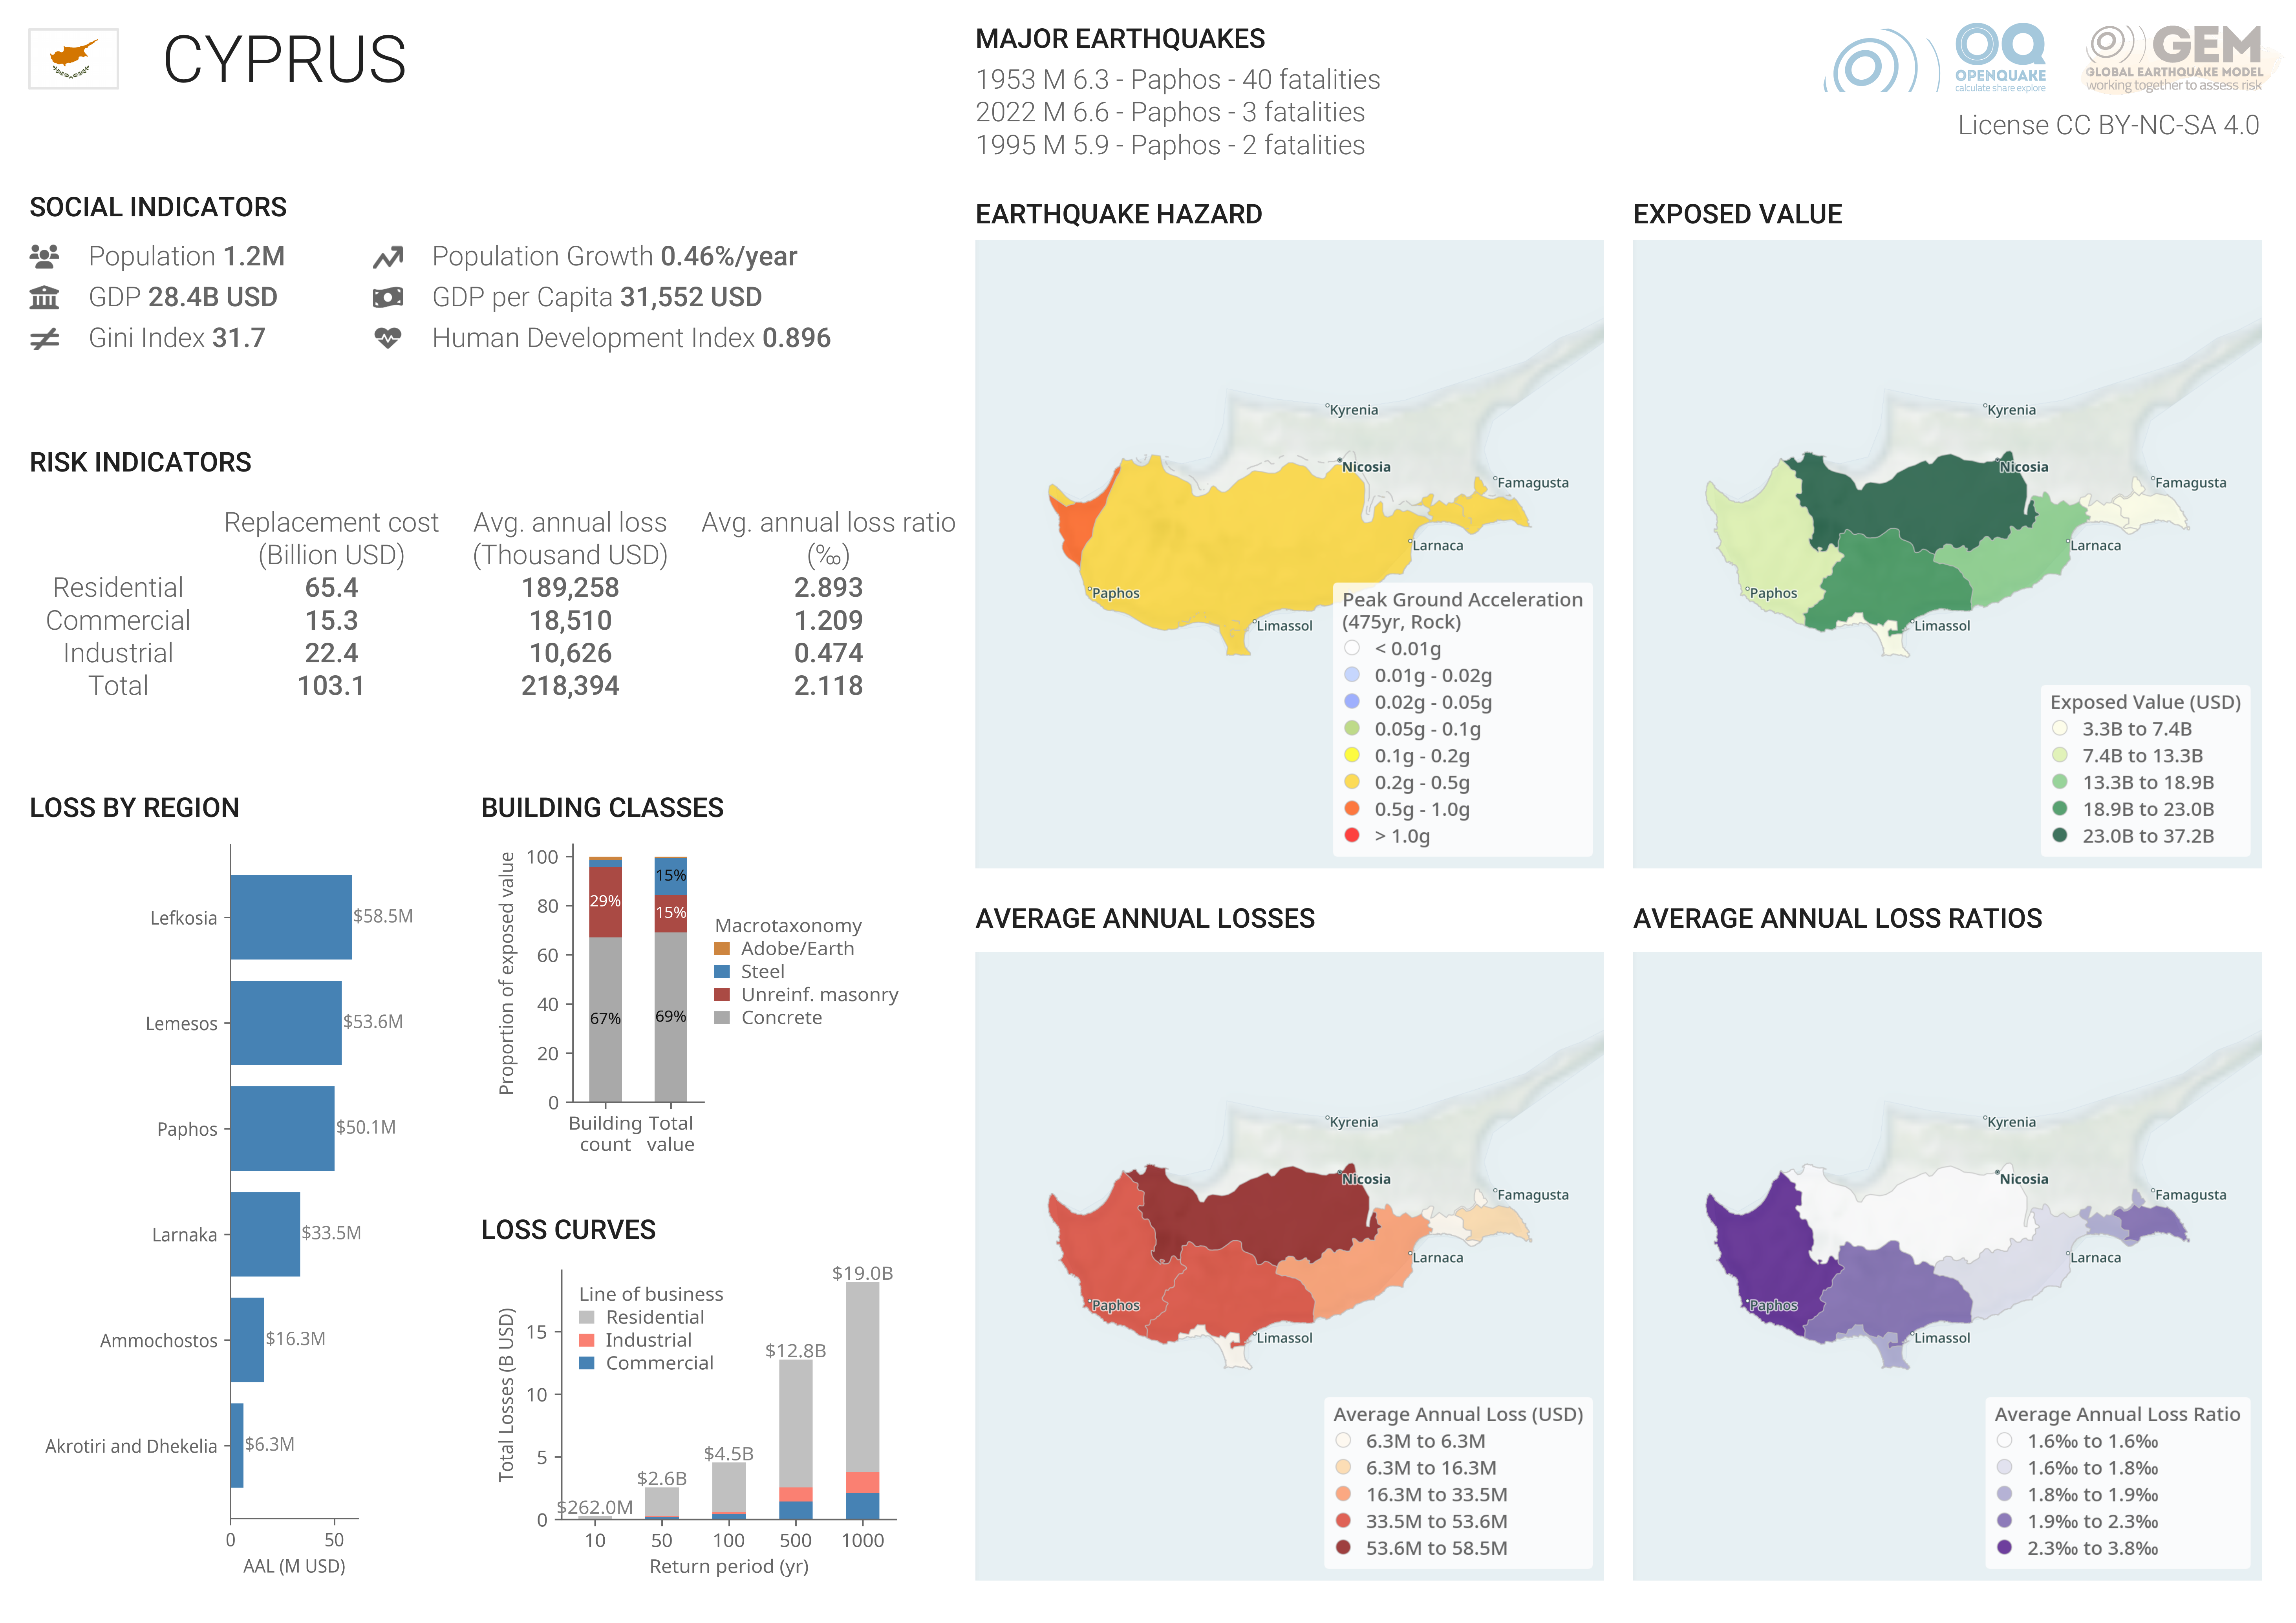 CYPRUS
MAJOR EARTHQUAKES
1953 M 6.3 - Paphos - 40 fatalities
2022 M 6.6 - Paphos - 3 fatalities
1995 M 5.9 - Paphos - 2 fatalities
OQ
OPENQUAKE
calculate share explore
GEM
GLOBAL EARTHQUAKE MODEL
working together to assess risk
License CC BY-NC-SA 4.0
SOCIAL INDICATORS
Population 1.2M
Population Growth 0.46%/year
GDP 28.4B USD
GDP per Capita 31,552 USD
Gini Index 31.7
Human Development Index 0.896
RISK INDICATORS
Replacement cost Avg. annual loss Avg. annual loss ratio
(Billion USD) (Thousand USD) (‰)
Residential 65.4 189,258 2.893
Commercial 15.3 18,510 1.209
Industrial 22.4 10,626 0.474
Total 103.1 218,394 2.118
LOSS BY REGION
Lefkosia $58.5M
Lemesos $53.6M
Paphos $50.1M
Larnaka $33.5M
Ammochostos $16.3M
Akrotiri and Dhekelia $6.3M
0 50
AAL (M USD)
BUILDING CLASSES
Proportion of exposed value
100
80
60
40
20
0
29%
67%
15%
15%
69%
Building count
Total value
Macrotaxonomy
Adobe/Earth
Steel
Unreinf. masonry
Concrete
LOSS CURVES
Total Losses (B USD)
15
10
5
0
Line of business
Residential
Industrial
Commercial
$262.0M
$2.6B
$4.5B
$12.8B
$19.0B
10 50 100 500 1000
Return period (yr)
EARTHQUAKE HAZARD
Kyrenia
Nicosia
Famagusta
Larnaca
Paphos
Limassol
Peak Ground Acceleration
(475yr, Rock)
< 0.01g
0.01g - 0.02g
0.02g - 0.05g
0.05g - 0.1g
0.1g - 0.2g
0.2g - 0.5g
0.5g - 1.0g
> 1.0g
EXPOSED VALUE
Kyrenia
Nicosia
Famagusta
Larnaca
Paphos
Limassol
Exposed Value (USD)
3.3B to 7.4B
7.4B to 13.3B
13.3B to 18.9B
18.9B to 23.0B
23.0B to 37.2B
AVERAGE ANNUAL LOSSES
Kyrenia
Nicosia
Famagusta
Larnaca
Paphos
Limassol
Average Annual Loss (USD)
6.3M to 6.3M
6.3M to 16.3M
16.3M to 33.5M
33.5M to 53.6M
53.6M to 58.5M
AVERAGE ANNUAL LOSS RATIOS
Kyrenia
Nicosia
Famagusta
Larnaca
Paphos
Limassol
Average Annual Loss Ratio
1.6‰ to 1.6‰
1.6‰ to 1.8‰
1.8‰ to 1.9‰
1.9‰ to 2.3‰
2.3‰ to 3.8‰